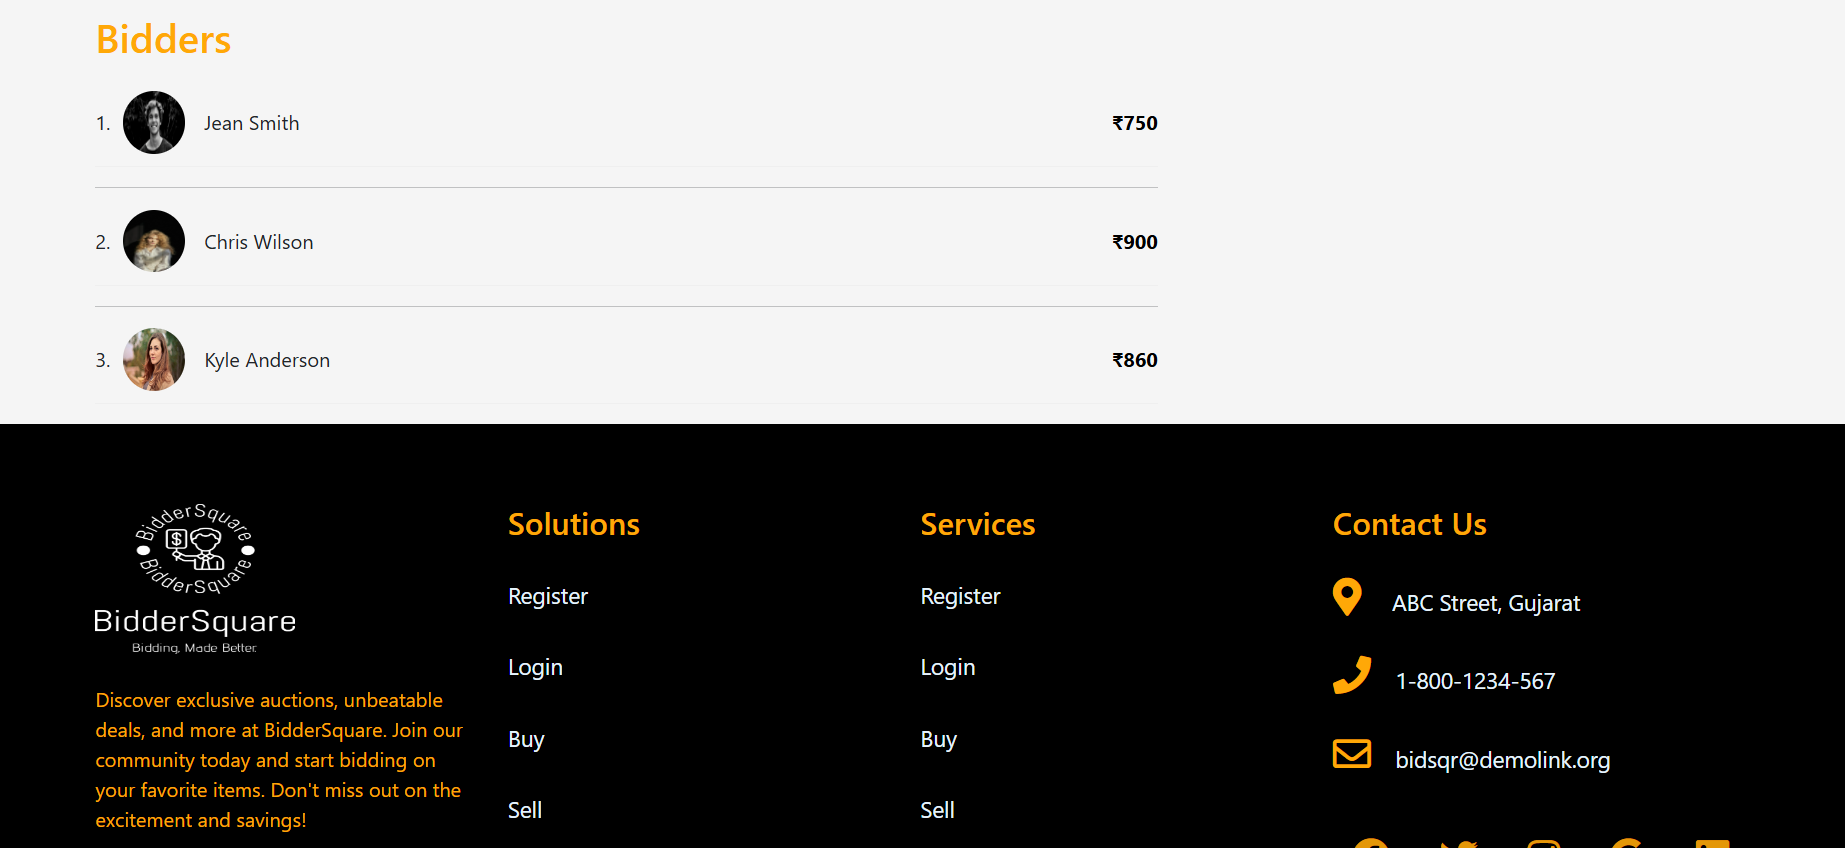 Bidders
1. Jean Smith ₹750
2. Chris Wilson ₹900
3. Kyle Anderson ₹860
BidderSquare
$
BidderSquare
BidderSquare
Bidding, Made Better.
Discover exclusive auctions, unbeatable
deals, and more at BidderSquare. Join our
community today and start bidding on
your favorite items. Don't miss out on the
excitement and savings!
Solutions
Register
Login
Buy
Sell
Services
Register
Login
Buy
Sell
Contact Us
ABC Street, Gujarat
1-800-1234-567
bidsqr@demolink.org